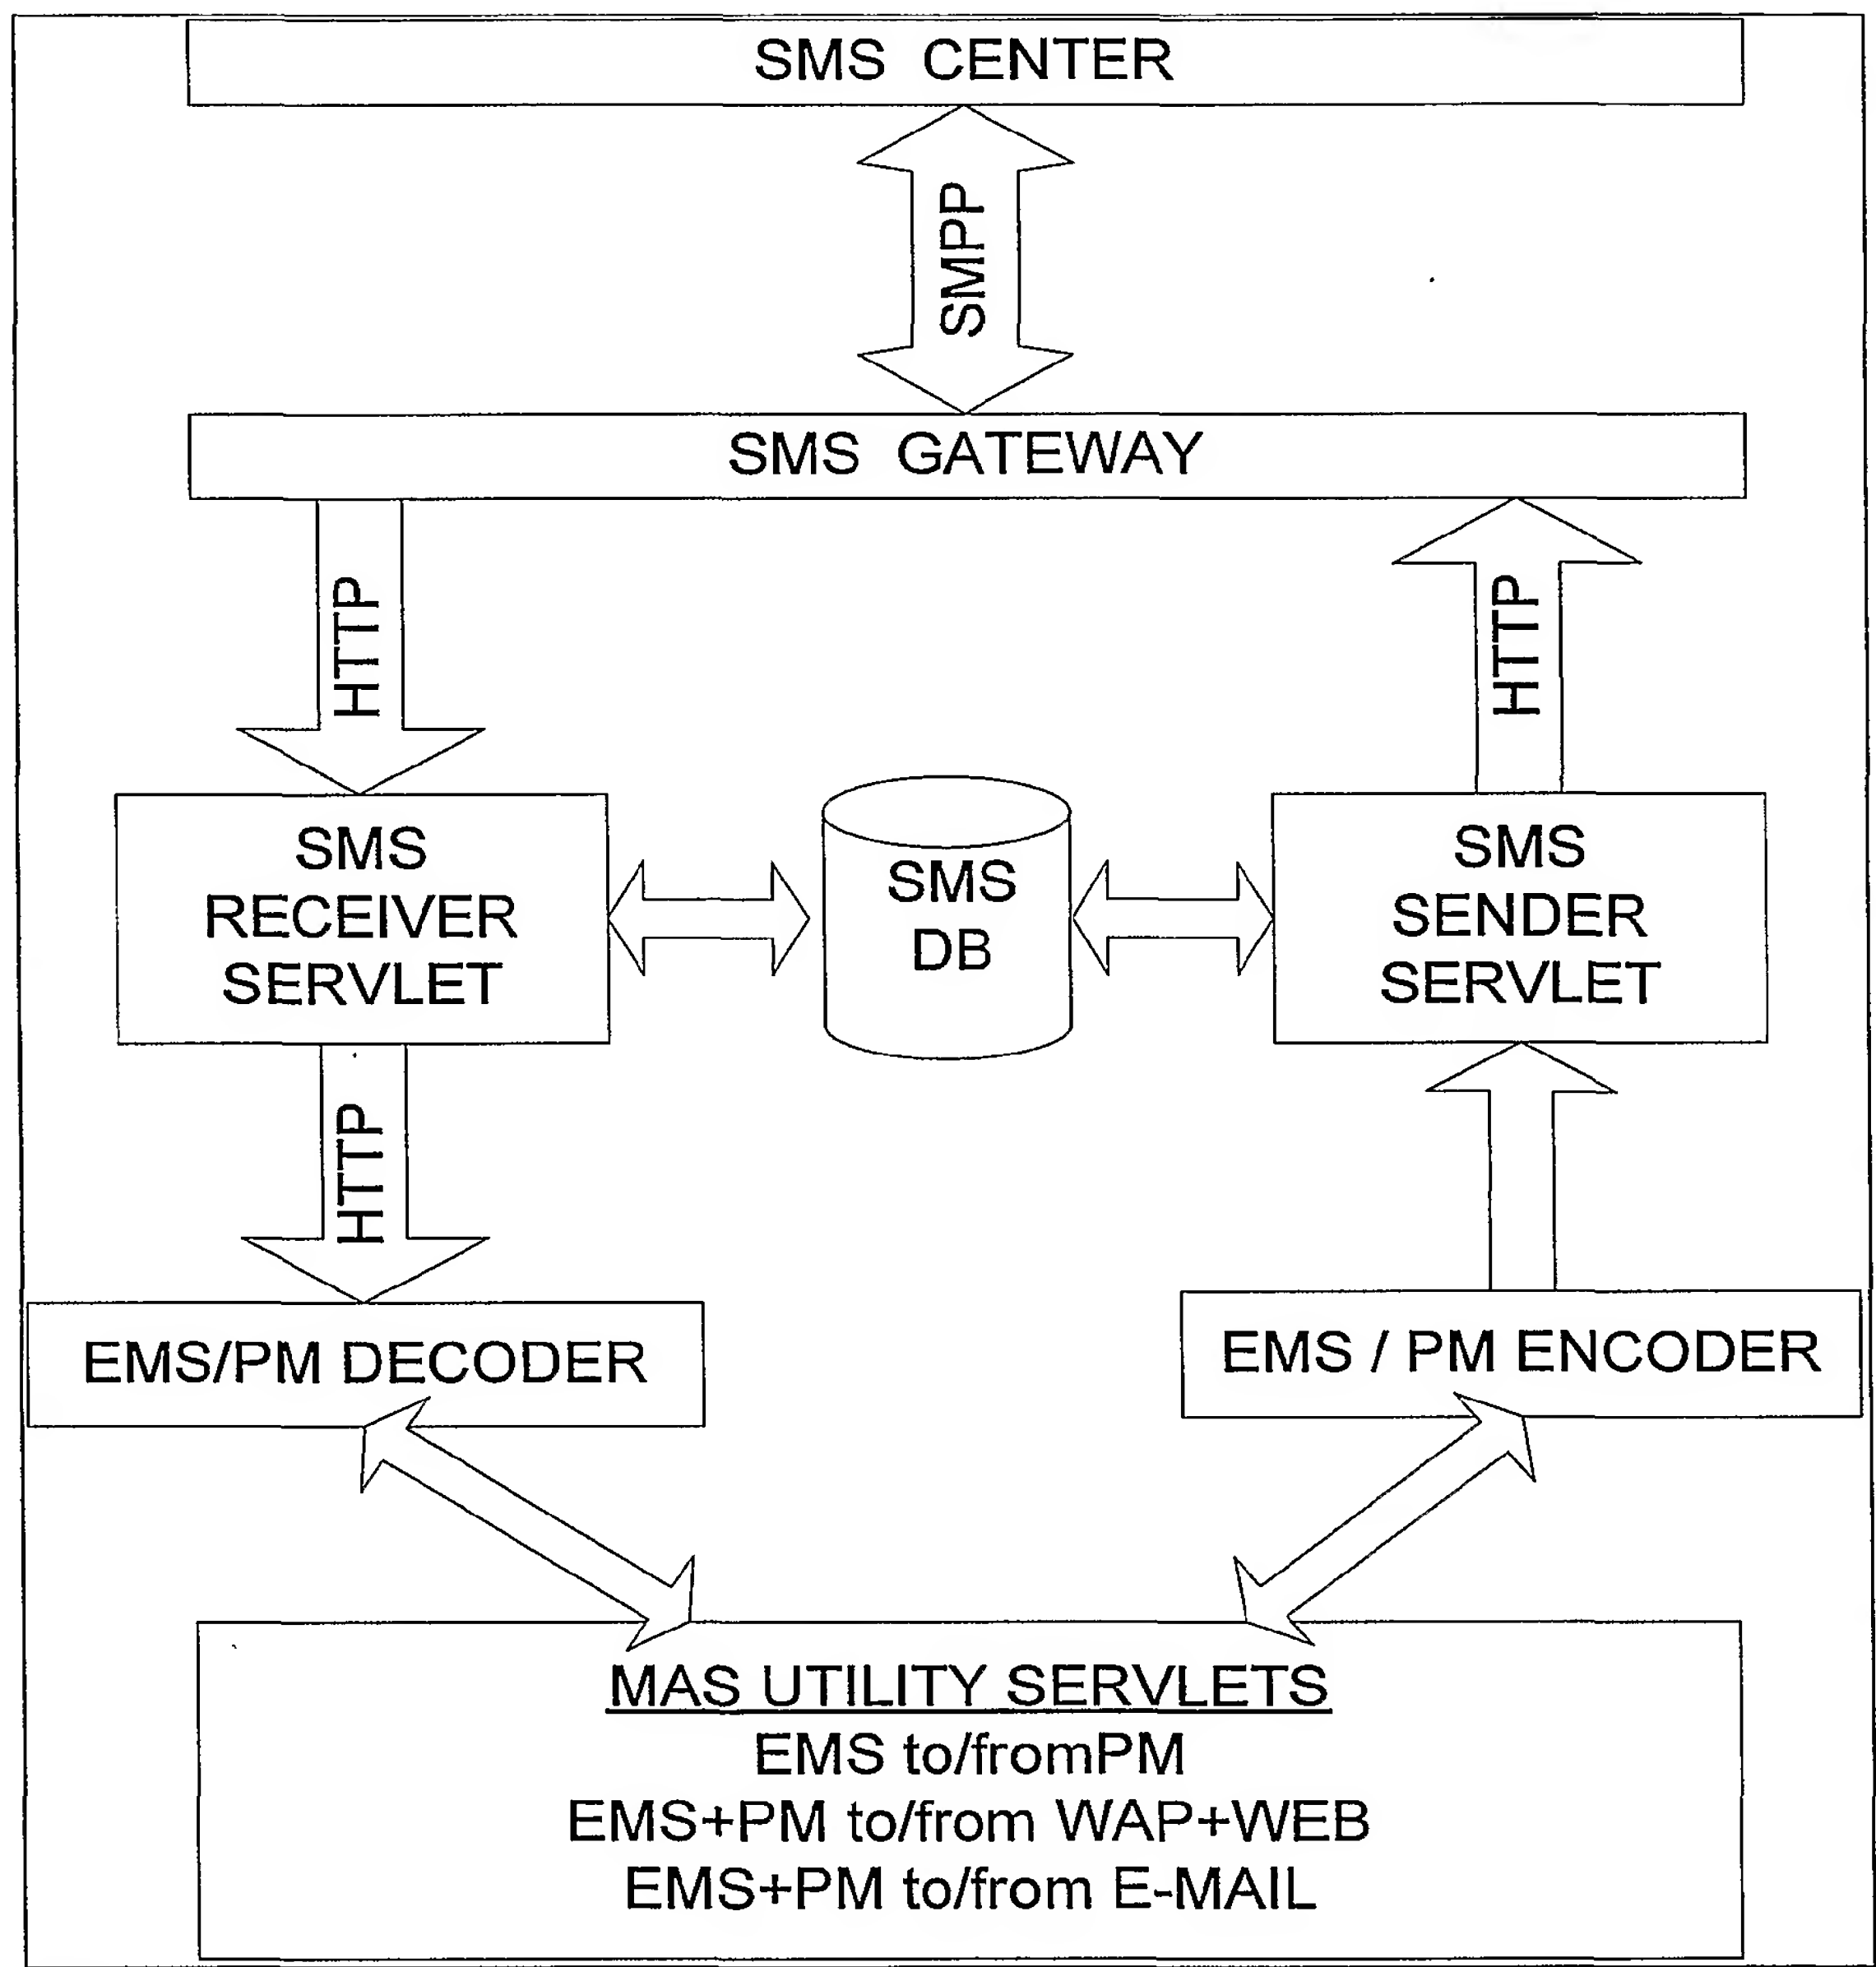 SMS CENTER
SMPP
SMS GATEWAY
HTTP
HTTP
SMS
RECEIVER
SERVLET
SMS
DB
SMS
SENDER
SERVLET
HTTP
EMS/PM DECODER
EMS / PM ENCODER
MAS UTILITY SERVLETS
EMS to/fromPM
EMS+PM to/from WAP+WEB
EMS+PM to/from E-MAIL